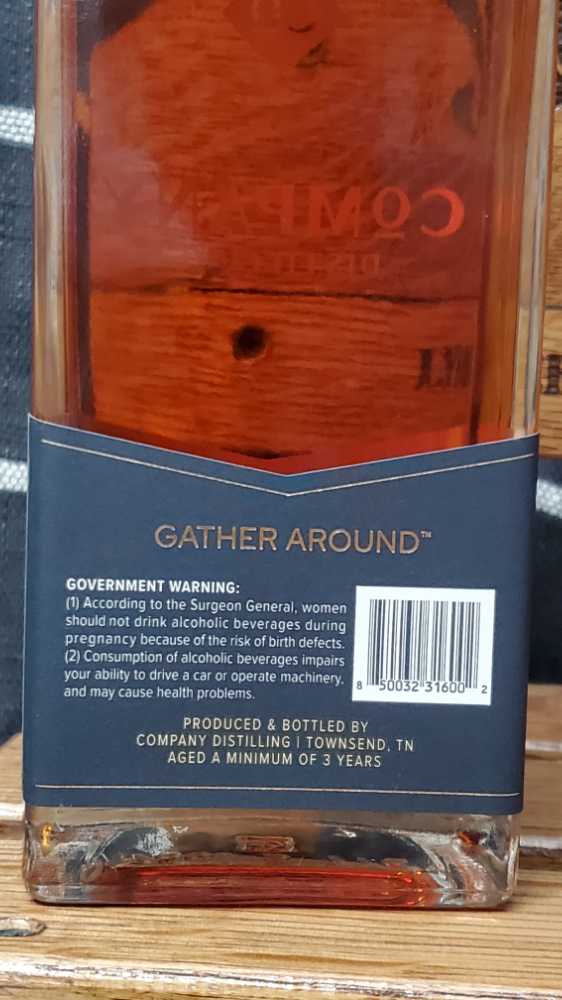 GATHER AROUND™
GOVERNMENT WARNING:
(1) According to the Surgeon General, women
should not drink alcoholic beverages during
pregnancy because of the risk of birth defects.
(2) Consumption of alcoholic beverages impairs
your ability to drive a car or operate machinery,
and may cause health problems.
8 50032 31600 2
PRODUCED & BOTTLED BY
COMPANY DISTILLING | TOWNSEND, TN
AGED A MINIMUM OF 3 YEARS